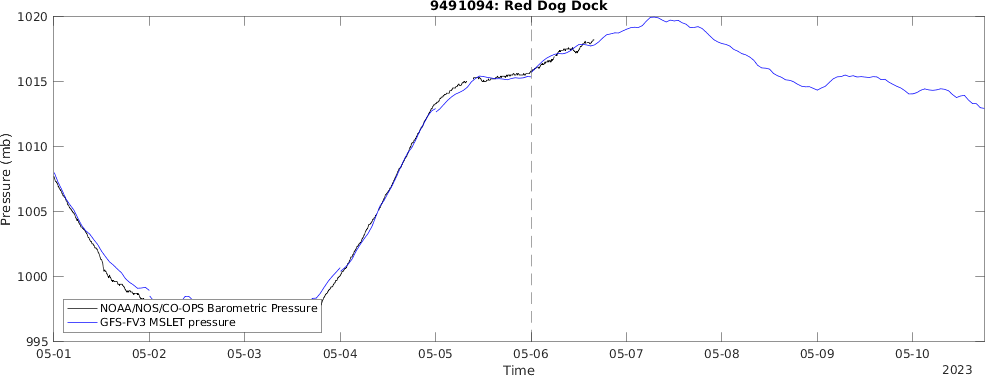 9491094: Red Dog Dock
1020
1015
1010
1005
1000
995
Pressure (mb)
NOAA/NOS/CO-OPS Barometric Pressure
GFS-FV3 MSLET pressure
05-01 05-02 05-03 05-04 05-05 05-06 05-07 05-08 05-09 05-10
Time
2023